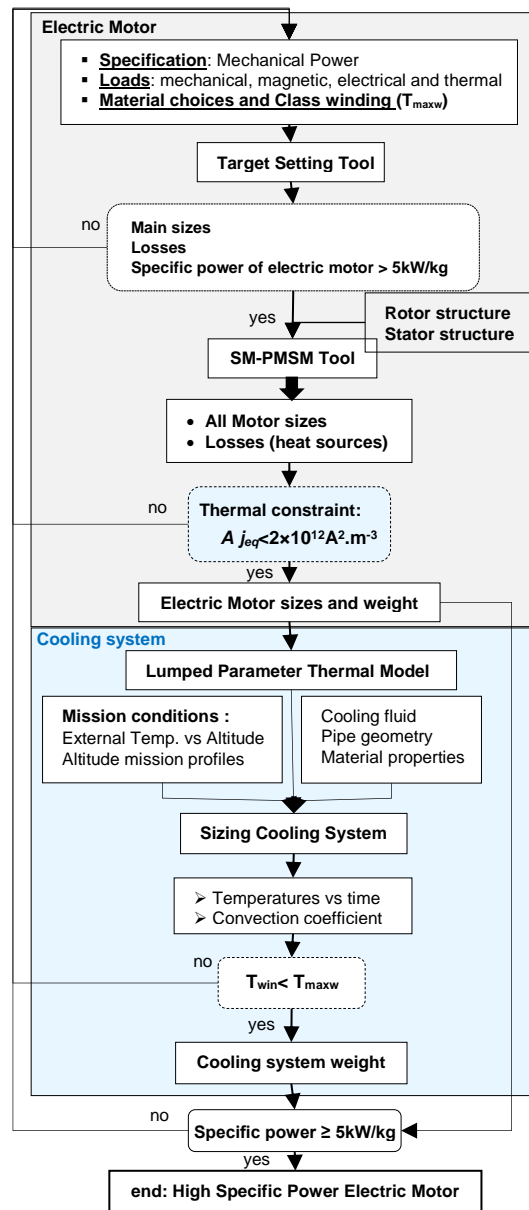 Electric Motor
▪ Specification: Mechanical Power
▪ Loads: mechanical, magnetic, electrical and thermal
▪ Material choices and Class winding (Tmaxw)
Target Setting Tool
no
Main sizes
Losses
Specific power of electric motor > 5kW/kg
yes
Rotor structure
Stator structure
SM-PMSM Tool
• All Motor sizes
• Losses (heat sources)
no
Thermal constraint:
A jeq<2×10¹²A².m⁻³
yes
Electric Motor sizes and weight
Cooling system
Lumped Parameter Thermal Model
Mission conditions :
External Temp. vs Altitude
Altitude mission profiles
Cooling fluid
Pipe geometry
Material properties
Sizing Cooling System
➢ Temperatures vs time
➢ Convection coefficient
no
Twin< Tmaxw
yes
Cooling system weight
no
Specific power ≥ 5kW/kg
yes
end: High Specific Power Electric Motor